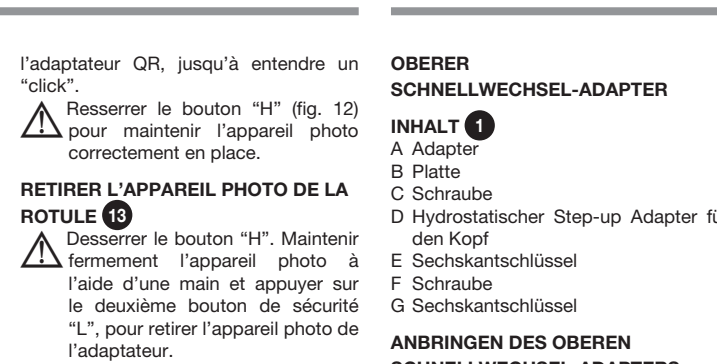 l’adaptateur QR, jusqu’à entendre un
“click”.
Resserrer le bouton “H” (fig. 12)
pour maintenir l’appareil photo
correctement en place.
RETIRER L’APPAREIL PHOTO DE LA
ROTULE 13
Desserrer le bouton “H”. Maintenir
fermement l’appareil photo à
l’aide d’une main et appuyer sur
le deuxième bouton de sécurité
“L”, pour retirer l’appareil photo de
l’adaptateur.
OBERER
SCHNELLWECHSEL-ADAPTER
INHALT 1
A Adapter
B Platte
C Schraube
D Hydrostatischer Step-up Adapter fü
den Kopf
E Sechskantschlüssel
F Schraube
G Sechskantschlüssel
ANBRINGEN DES OBEREN
SCHNELLWECHSEL-ADAPTERS